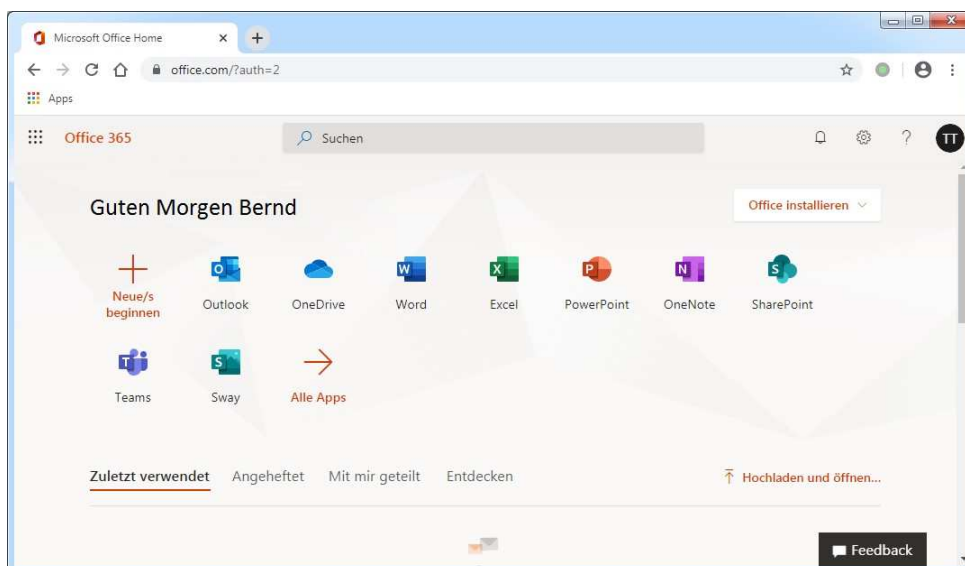 Microsoft Office Home
office.com/?auth=2
Apps
Office 365
Suchen
TT
Guten Morgen Bernd
Office installieren
Neue/s
beginnen
Outlook
OneDrive
Word
Excel
PowerPoint
OneNote
SharePoint
Teams
Sway
Alle Apps
Zuletzt verwendet
Angeheftet
Mit mir geteilt
Entdecken
Hochladen und öffnen...
Feedback